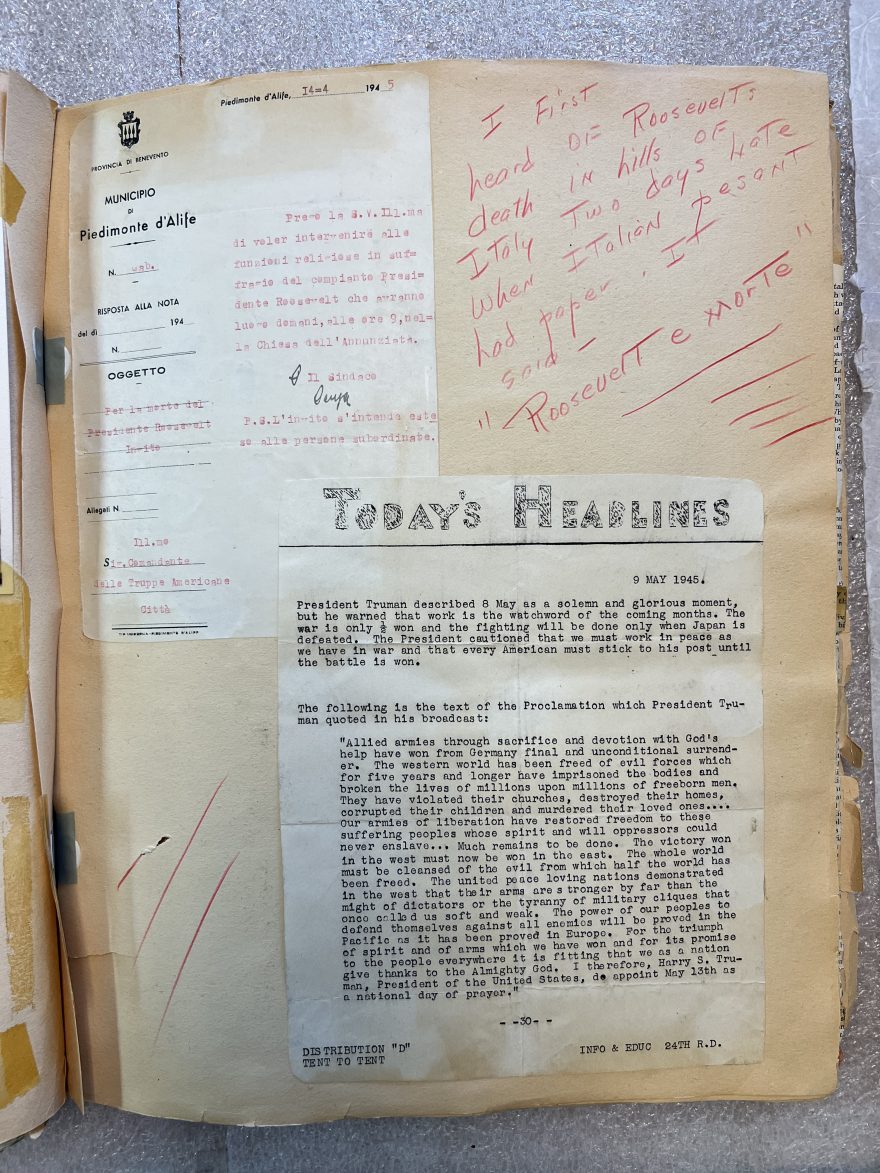 Piedimonte d'Alife, I4=4 194 5
PROVINCIA DI BENEVENTO
MUNICIPIO
DI
Piedimonte d'Alife
N. usb.
RISPOSTA ALLA NOTA
del dì 194
N.
OGGETTO
Per la morte del
Presidente Roosevelt
Invito
Allegati N.
Ill.mo
Sir.Comandante
delle Truppe Americane
Città
Prego la S.V.Ill.ma
di voler intervenire alle
funzioni religiose in suf=
fragio del compianto Presi=
dente Roosevelt che avranno
luogo domani,alle ore 9,nel=
la Chiesa dell'Annunziata.
Il Sindaco
P.S.L'invito s'intende este
so alle persone subordinate.
I First
heard OF Roosevelts
death in hills OF
ITaly Two days Late
when ITalian pesant
had paper. IT
said —
"Roosevelt e morte"
TODAY'S HEADLINES
9 MAY 1945.
President Truman described 8 May as a solemn and glorious moment,
but he warned that work is the watchword of the coming months. The
war is only ½ won and the fighting will be done only when Japan is
defeated. The President cautioned that we must work in peace as
we have in war and that every American must stick to his post until
the battle is won.
The following is the text of the Proclamation which President Tru-
man quoted in his broadcast:
"Allied armies through sacrifice and devotion with God's
help have won from Germany final and unconditional surrend-
er. The western world has been freed of evil forces which
for five years and longer have imprisoned the bodies and
broken the lives of millions upon millions of freeborn men.
They have violated their churches, destroyed their homes,
corrupted their children and murdered their loved ones....
Our armies of liberation have restored freedom to these
suffering peoples whose spirit and will oppressors could
never enslave... Much remains to be done. The victory won
in the west must now be won in the east. The whole world
must be cleansed of the evil from which half the world has
been freed. The united peace loving nations demonstrated
in the west that their arms are stronger by far than the
might of dictators or the tyranny of military cliques that
once called us soft and weak. The power of our peoples to
defend themselves against all enemies will be proved in the
Pacific as it has been proved in Europe. For the triumph
of spirit and of arms which we have won and for its promise
to the people everywhere it is fitting that we as a nation
give thanks to the Almighty God. I therefore, Harry S. Tru-
man, President of the United States, do appoint May 13th as
a national day of prayer."
- -30- -
DISTRIBUTION "D"
TENT TO TENT
INFO & EDUC 24TH R.D.